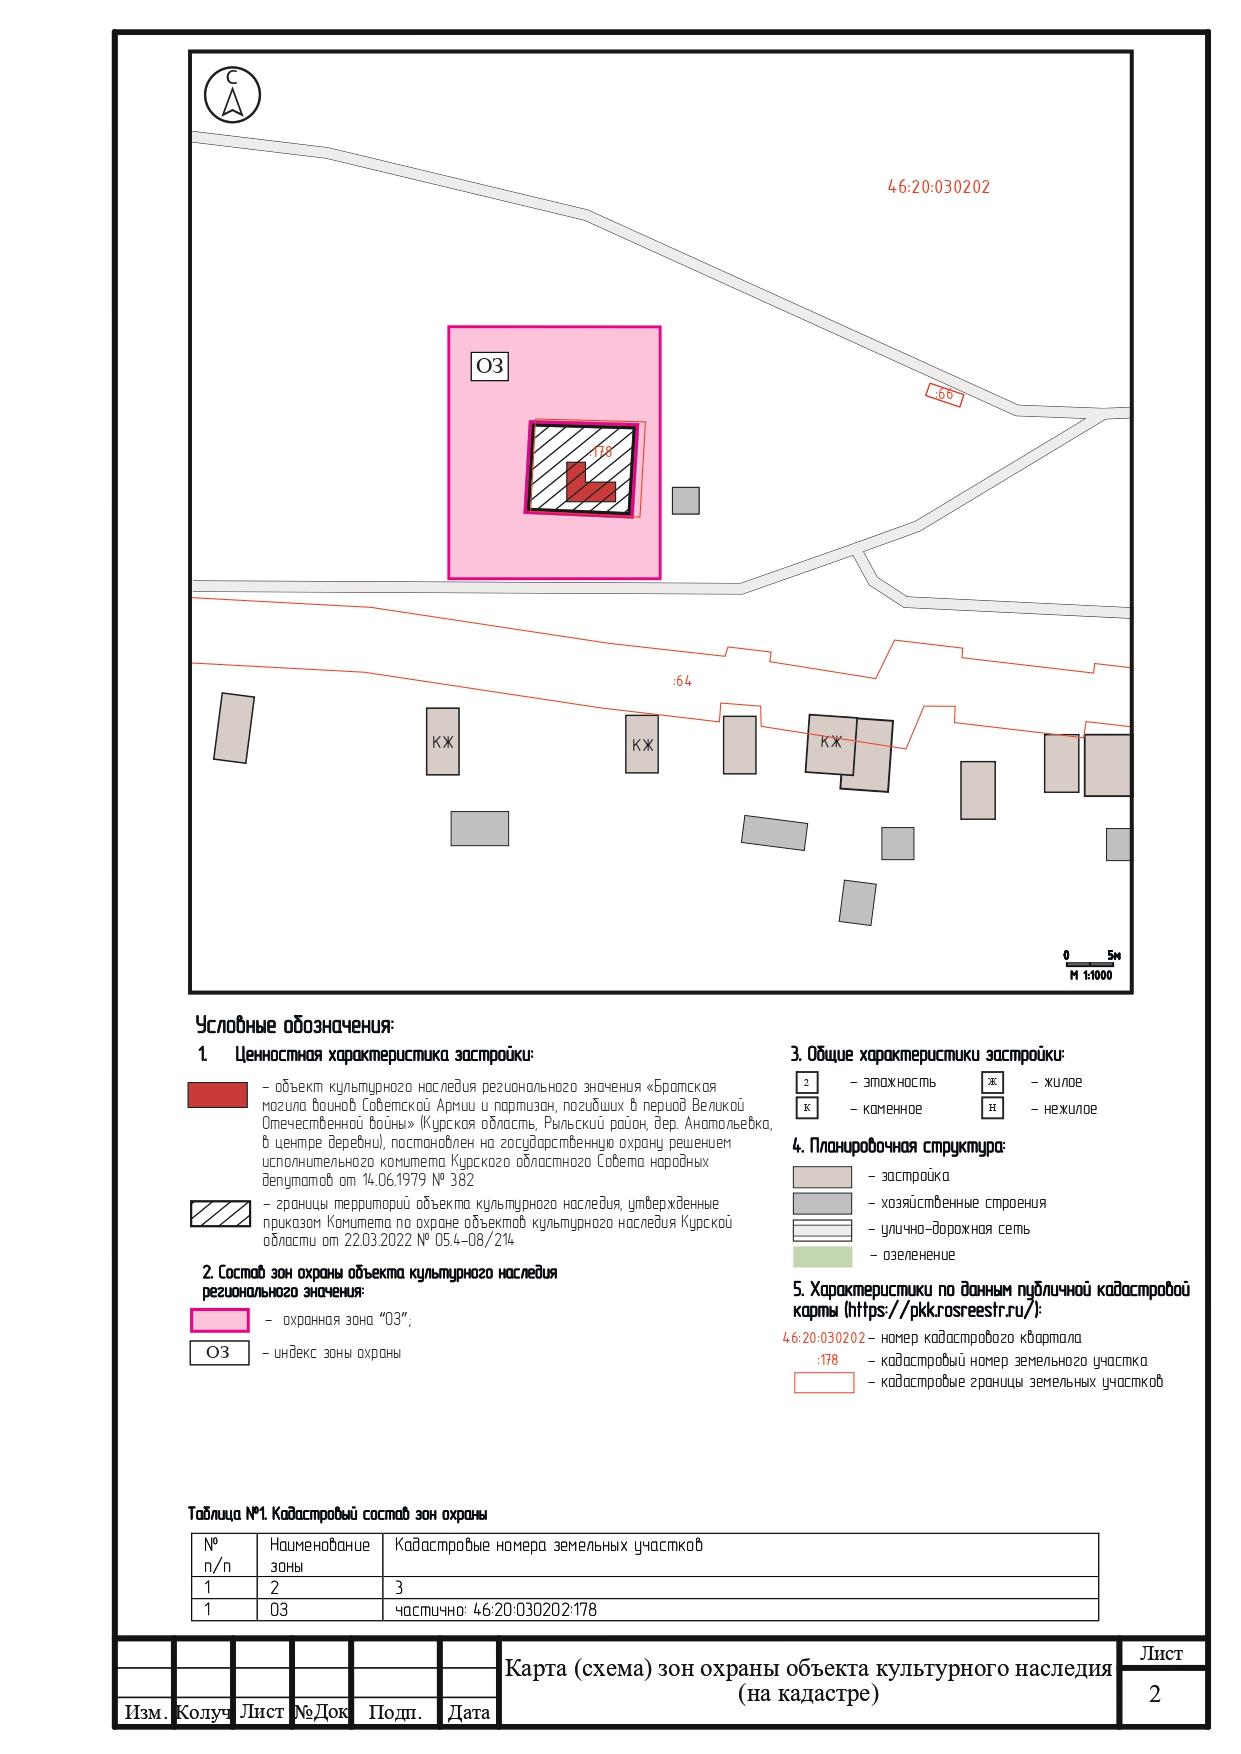 С
46:20:030202
ОЗ
:66
:178
:64
КЖ
КЖ
КЖ
0 5м
М 1:1000
Условные обозначения:
1. Ценностная характеристика застройки:
– объект культурного наследия регионального значения «Братская
могила воинов Советской Армии и партизан, погибших в период Великой
Отечественной войны» (Курская область, Рыльский район, дер. Анатольевка,
в центре деревни), постановлен на государственную охрану решением
исполнительного комитета Курского областного Совета народных
депутатов от 14.06.1979 № 382
– границы территорий объекта культурного наследия, утвержденные
приказом Комитета по охране объектов культурного наследия Курской
области от 22.03.2022 № 05.4-08/214
2. Состав зон охраны объекта культурного наследия
регионального значения:
– охранная зона “ОЗ”;
ОЗ – индекс зоны охраны
3. Общие характеристики застройки:
2 – этажность Ж – жилое
К – каменное Н – нежилое
4. Планировочная структура:
– застройка
– хозяйственные строения
– улично-дорожная сеть
– озеленение
5. Характеристики по данным публичной кадастровой
карты (https://pkk.rosreestr.ru/):
46:20:030202 – номер кадастрового квартала
:178 – кадастровый номер земельного участка
– кадастровые границы земельных участков
Таблица №1. Кадастровый состав зон охраны
№ Наименование Кадастровые номера земельных участков
п/п зоны
1 2 3
1 ОЗ частично: 46:20:030202:178
Карта (схема) зон охраны объекта культурного наследия
(на кадастре)
Лист
2
Изм. Колуч Лист №Док Подп. Дата